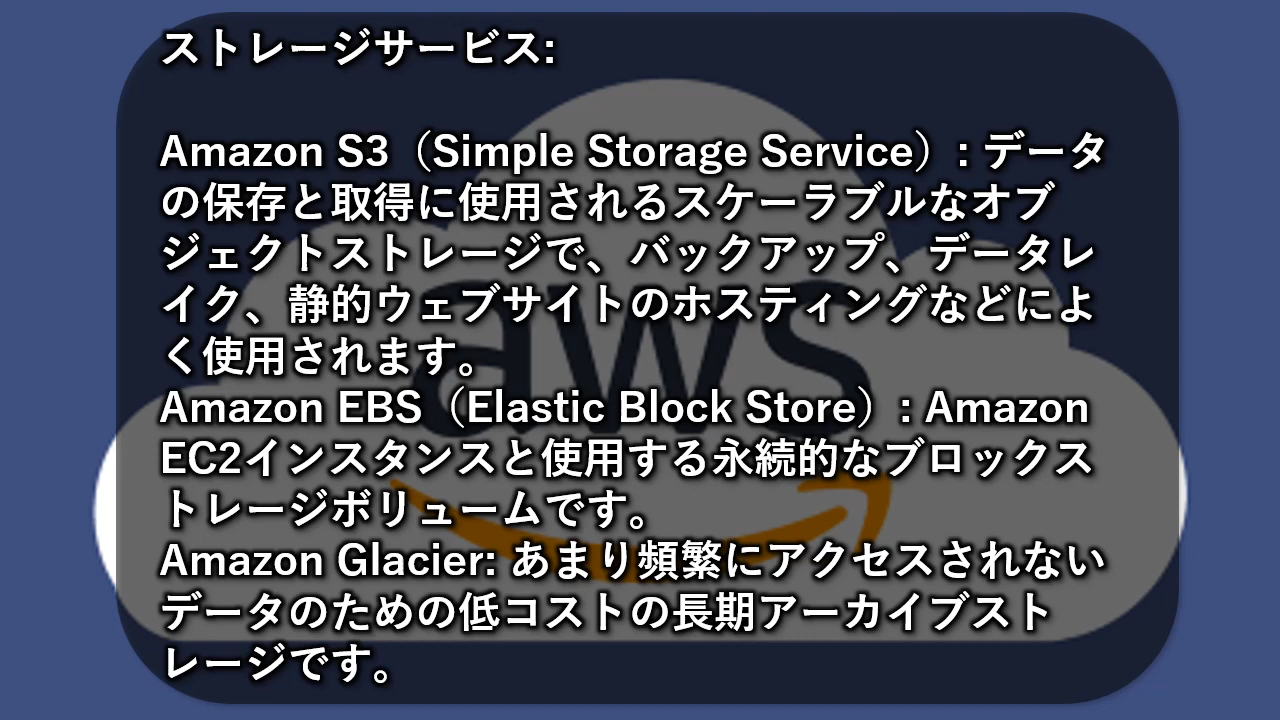 ストレージサービス:
Amazon S3（Simple Storage Service）: データ
の保存と取得に使用されるスケーラブルなオブ
ジェクトストレージで、バックアップ、データレ
イク、静的ウェブサイトのホスティングなどによ
く使用されます。
Amazon EBS（Elastic Block Store）: Amazon
EC2インスタンスと使用する永続的なブロックス
トレージボリュームです。
Amazon Glacier: あまり頻繁にアクセスされない
データのための低コストの長期アーカイブスト
レージです。
aws